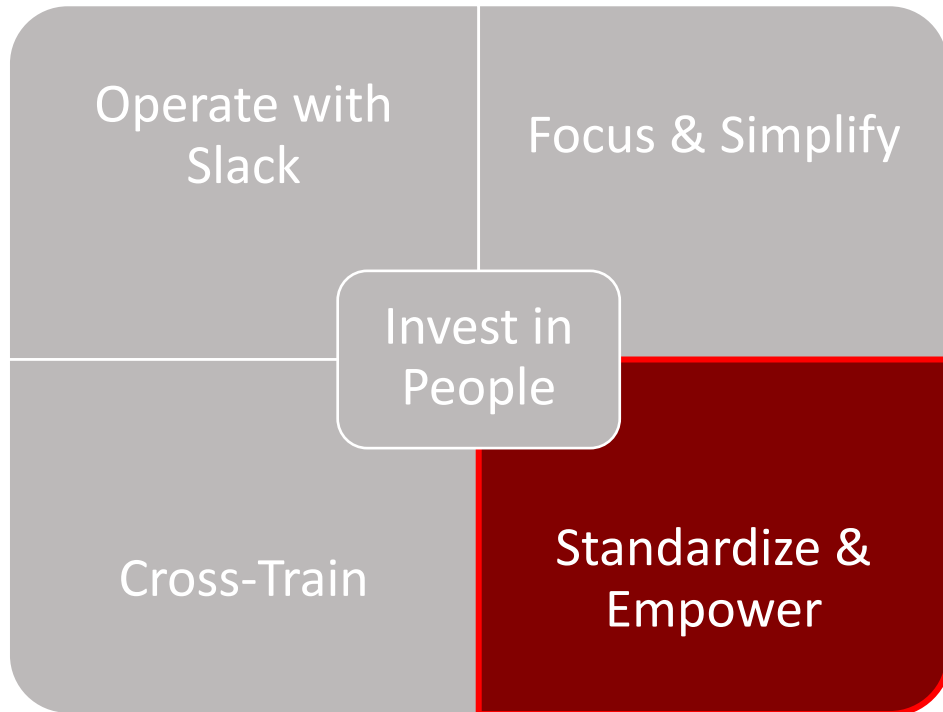 Operate with
Slack
Focus & Simplify
Invest in
People
Cross-Train
Standardize &
Empower